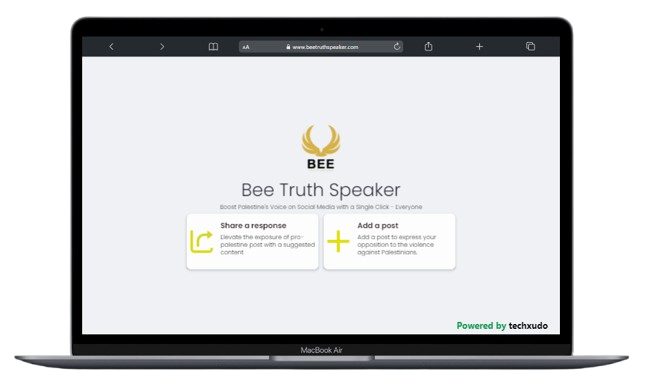 AA www.beetruthspeaker.com
BEE
Bee Truth Speaker
Boost Palestine's Voice on Social Media with a Single Click - Everyone
Share a response
Elevate the exposure of pro-
palestine post with a suggested
content
Add a post
Add a post to express your
opposition to the violence
against Palestinians.
Powered by techxudo
MacBook Air